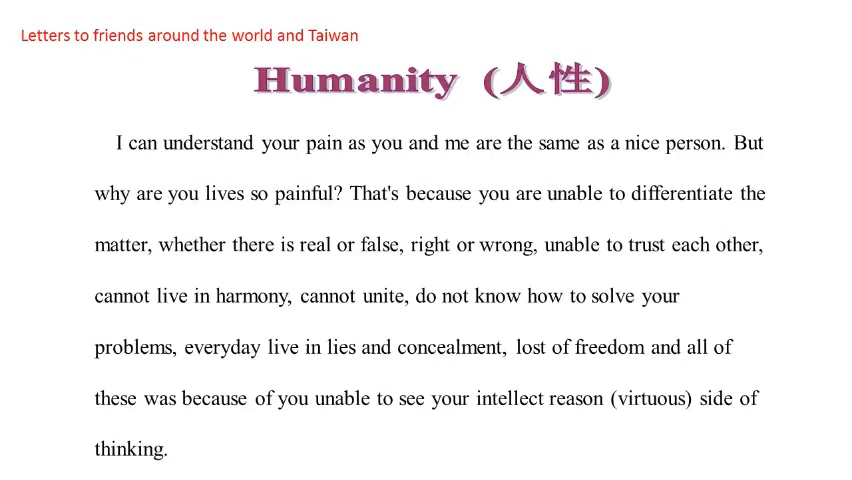 Letters to friends around the world and Taiwan
Humanity (人性)
I can understand your pain as you and me are the same as a nice person. But
why are you lives so painful? That's because you are unable to differentiate the
matter, whether there is real or false, right or wrong, unable to trust each other,
cannot live in harmony, cannot unite, do not know how to solve your
problems, everyday live in lies and concealment, lost of freedom and all of
these was because of you unable to see your intellect reason (virtuous) side of
thinking.